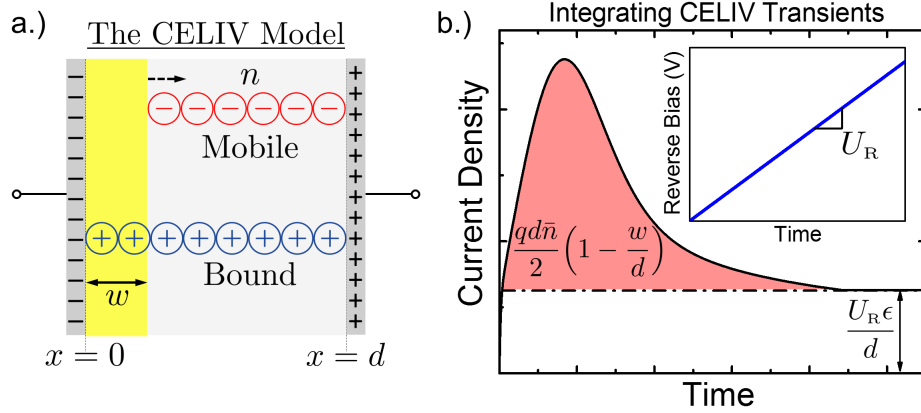 a.)
The CELIV Model
n
− − − − − −
Mobile
+ + + + + + + +
Bound
w
x = 0
x = d
b.)
Integrating CELIV Transients
Current Density
Reverse Bias (V)
U_R
Time
qdn̄/2 (1 − w/d)
U_R ϵ/d
Time